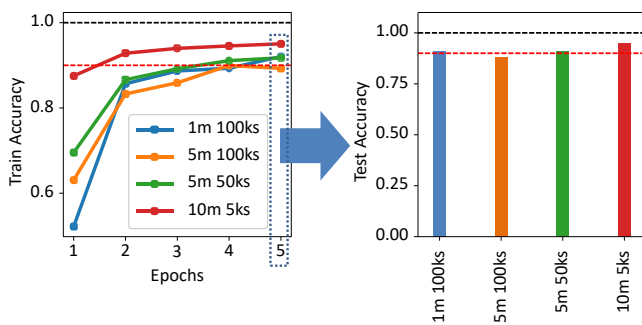 1.0
0.8
0.6
Train Accuracy
1m 100ks
5m 100ks
5m 50ks
10m 5ks
1 2 3 4 5
Epochs
1.00
0.75
0.50
0.25
0.00
Test Accuracy
1m 100ks
5m 100ks
5m 50ks
10m 5ks